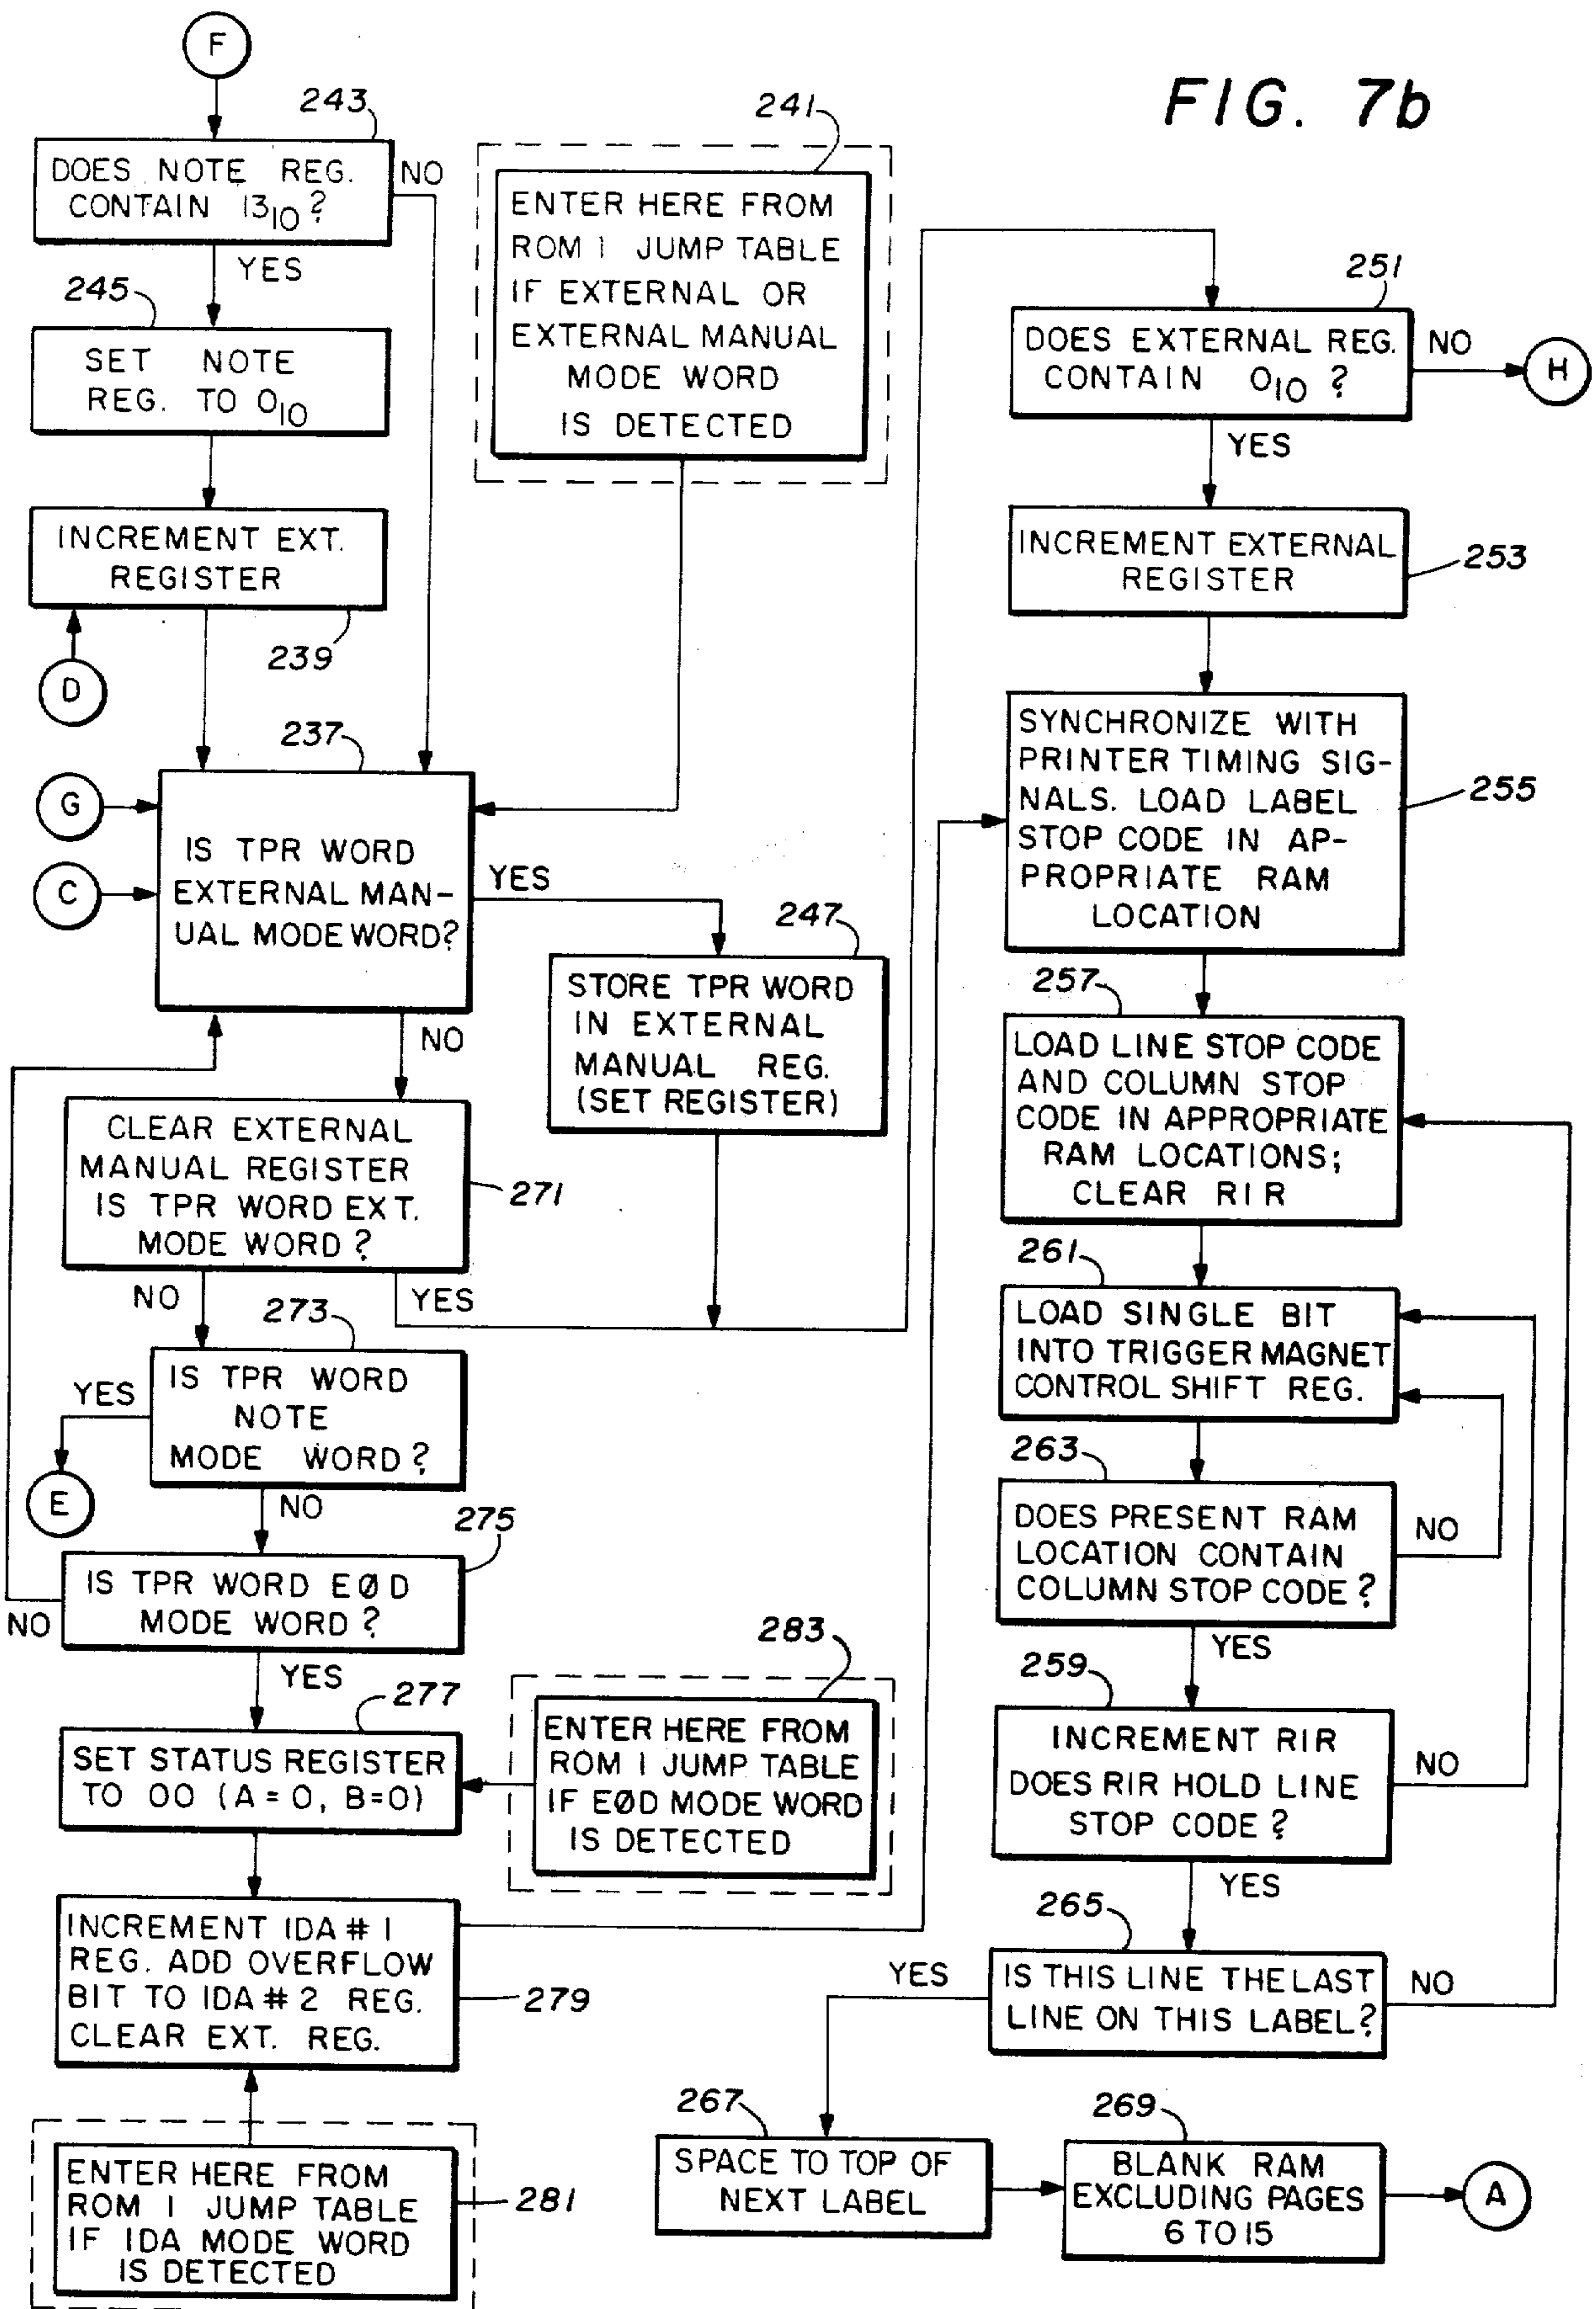 FIG. 7b
F
243
DOES NOTE REG.
CONTAIN 13₁₀?
NO
YES
245
SET NOTE
REG. TO 0₁₀
INCREMENT EXT.
REGISTER
239
D
241
ENTER HERE FROM
ROM 1 JUMP TABLE
IF EXTERNAL OR
EXTERNAL MANUAL
MODE WORD
IS DETECTED
237
G
C
IS TPR WORD
EXTERNAL MAN-
UAL MODE WORD?
YES
NO
247
STORE TPR WORD
IN EXTERNAL
MANUAL REG.
(SET REGISTER)
CLEAR EXTERNAL
MANUAL REGISTER
IS TPR WORD EXT.
MODE WORD?
271
NO
YES
273
IS TPR WORD
NOTE
MODE WORD?
YES
E
NO
275
IS TPR WORD EØD
MODE WORD?
NO
YES
277
SET STATUS REGISTER
TO 00 (A=0, B=0)
283
ENTER HERE FROM
ROM 1 JUMP TABLE
IF EØD MODE WORD
IS DETECTED
INCREMENT IDA #1
REG. ADD OVERFLOW
BIT TO IDA #2 REG.
CLEAR EXT. REG.
279
ENTER HERE FROM
ROM 1 JUMP TABLE
IF IDA MODE WORD
IS DETECTED
281
251
DOES EXTERNAL REG.
CONTAIN 0₁₀?
NO
H
YES
INCREMENT EXTERNAL
REGISTER
253
SYNCHRONIZE WITH
PRINTER TIMING SIG-
NALS. LOAD LABEL
STOP CODE IN AP-
PROPRIATE RAM
LOCATION
255
257
LOAD LINE STOP CODE
AND COLUMN STOP
CODE IN APPROPRIATE
RAM LOCATIONS;
CLEAR RIR
261
LOAD SINGLE BIT
INTO TRIGGER MAGNET
CONTROL SHIFT REG.
263
DOES PRESENT RAM
LOCATION CONTAIN
COLUMN STOP CODE?
NO
YES
259
INCREMENT RIR
DOES RIR HOLD LINE
STOP CODE?
NO
YES
265
IS THIS LINE THE LAST
LINE ON THIS LABEL?
YES
NO
267
SPACE TO TOP OF
NEXT LABEL
269
BLANK RAM
EXCLUDING PAGES
6 TO 15
A